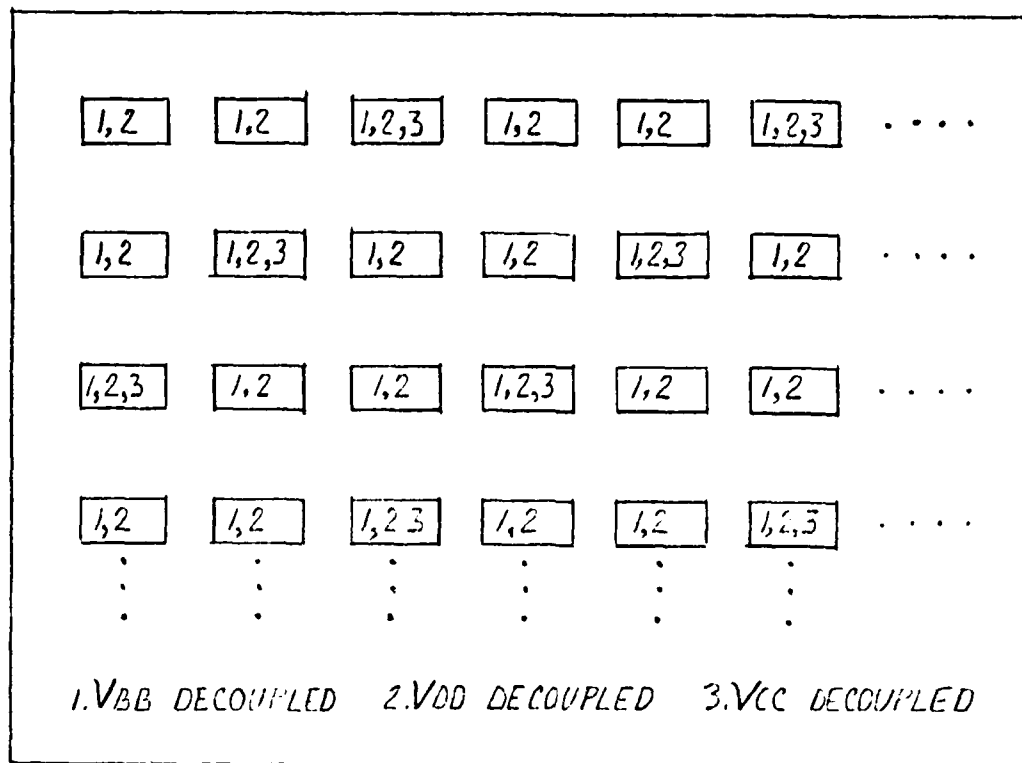 1,2 1,2 1,2,3 1,2 1,2 1,2,3 . . . .
1,2 1,2,3 1,2 1,2 1,2,3 1,2 . . . .
1,2,3 1,2 1,2 1,2,3 1,2 1,2 . . . .
1,2 1,2 1,2 3 1,2 1,2 1,2,3 . . . .
1.VBB DECOUPLED 2.VDD DECOUPLED 3.VCC DECOUPLED